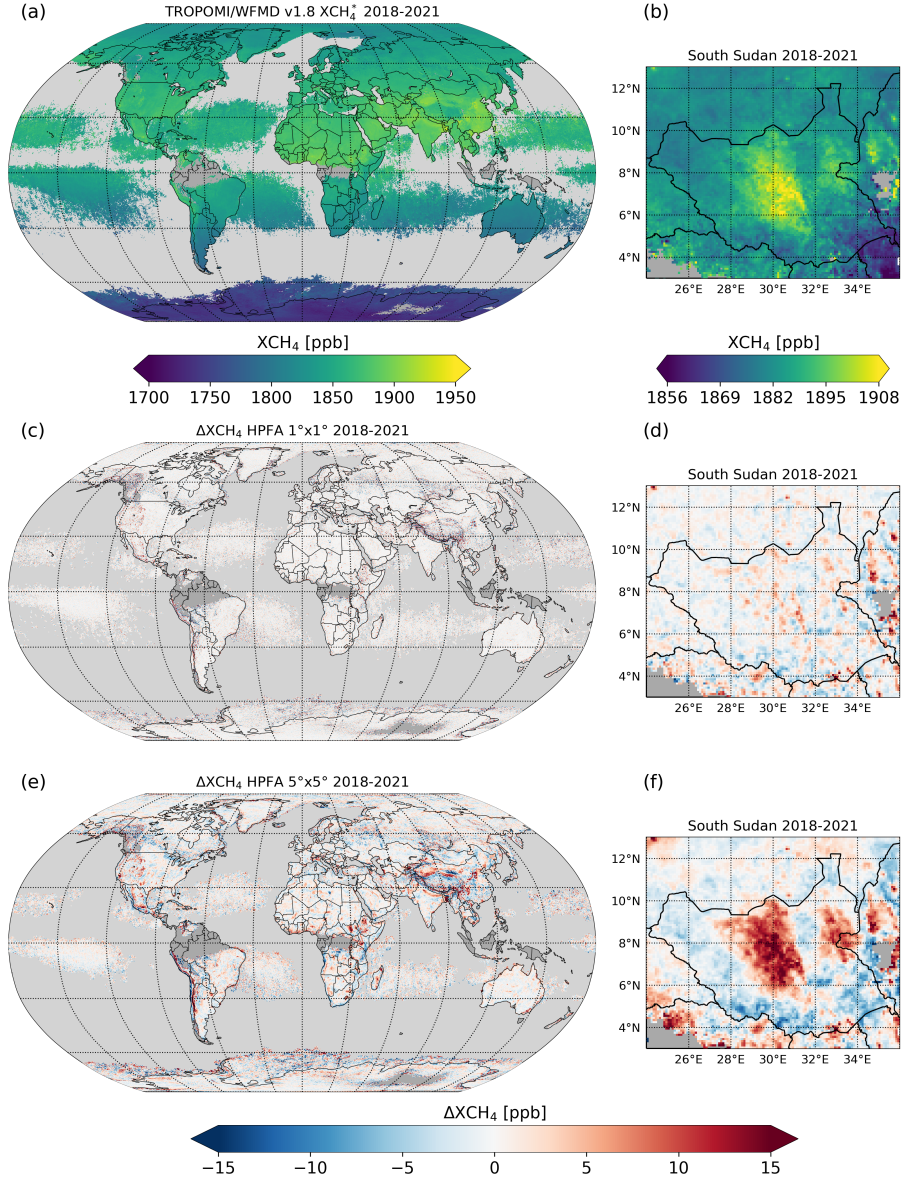 (a)
TROPOMI/WFMD v1.8 XCH₄* 2018-2021
(b)
South Sudan 2018-2021
12°N
10°N
8°N
6°N
4°N
26°E 28°E 30°E 32°E 34°E
XCH₄ [ppb]
1700 1750 1800 1850 1900 1950
XCH₄ [ppb]
1856 1869 1882 1895 1908
(c)
ΔXCH₄ HPFA 1°x1° 2018-2021
(d)
South Sudan 2018-2021
12°N
10°N
8°N
6°N
4°N
26°E 28°E 30°E 32°E 34°E
(e)
ΔXCH₄ HPFA 5°x5° 2018-2021
(f)
South Sudan 2018-2021
12°N
10°N
8°N
6°N
4°N
26°E 28°E 30°E 32°E 34°E
ΔXCH₄ [ppb]
−15 −10 −5 0 5 10 15